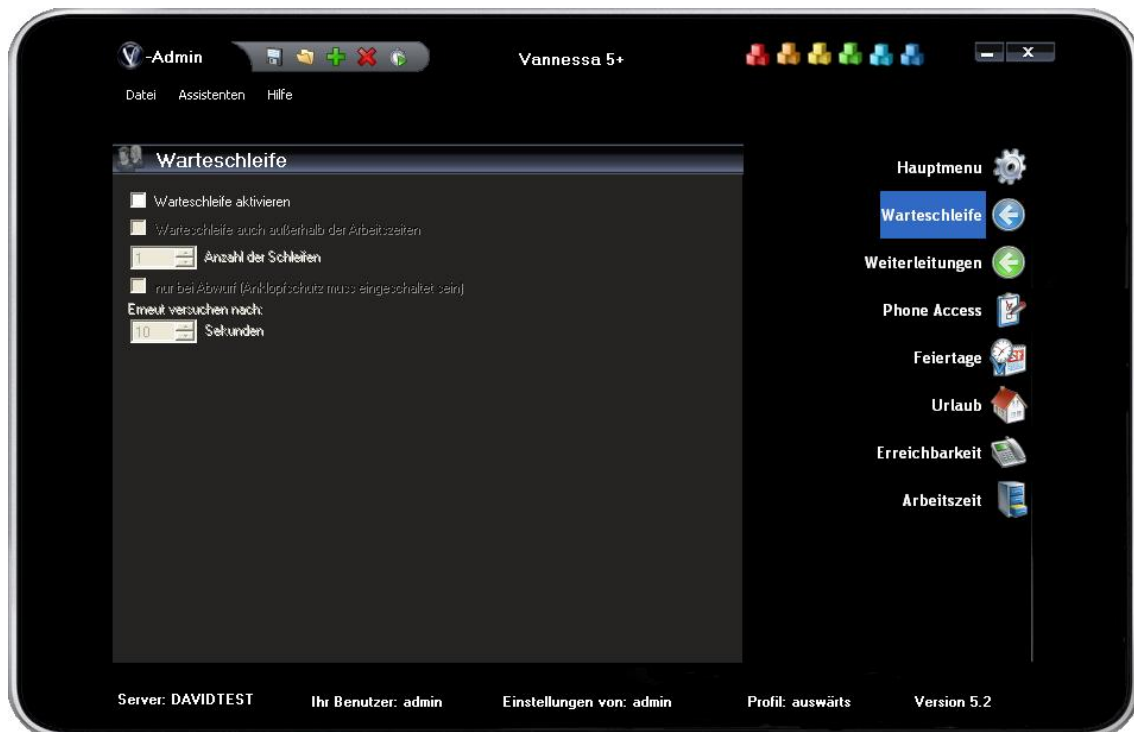 V-Admin
Vannessa 5+
X
Datei Assistenten Hilfe
Warteschleife
Warteschleife aktivieren
Warteschleife auch außerhalb der Arbeitszeiten
1 Anzahl der Schleifen
nur bei Abwurf (Anklopfschutz muss eingeschaltet sein)
Erneut versuchen nach:
10 Sekunden
Hauptmenu
Warteschleife
Weiterleitungen
Phone Access
Feiertage
Urlaub
Erreichbarkeit
Arbeitszeit
Server: DAVIDTEST Ihr Benutzer: admin Einstellungen von: admin Profil: auswärts Version 5.2